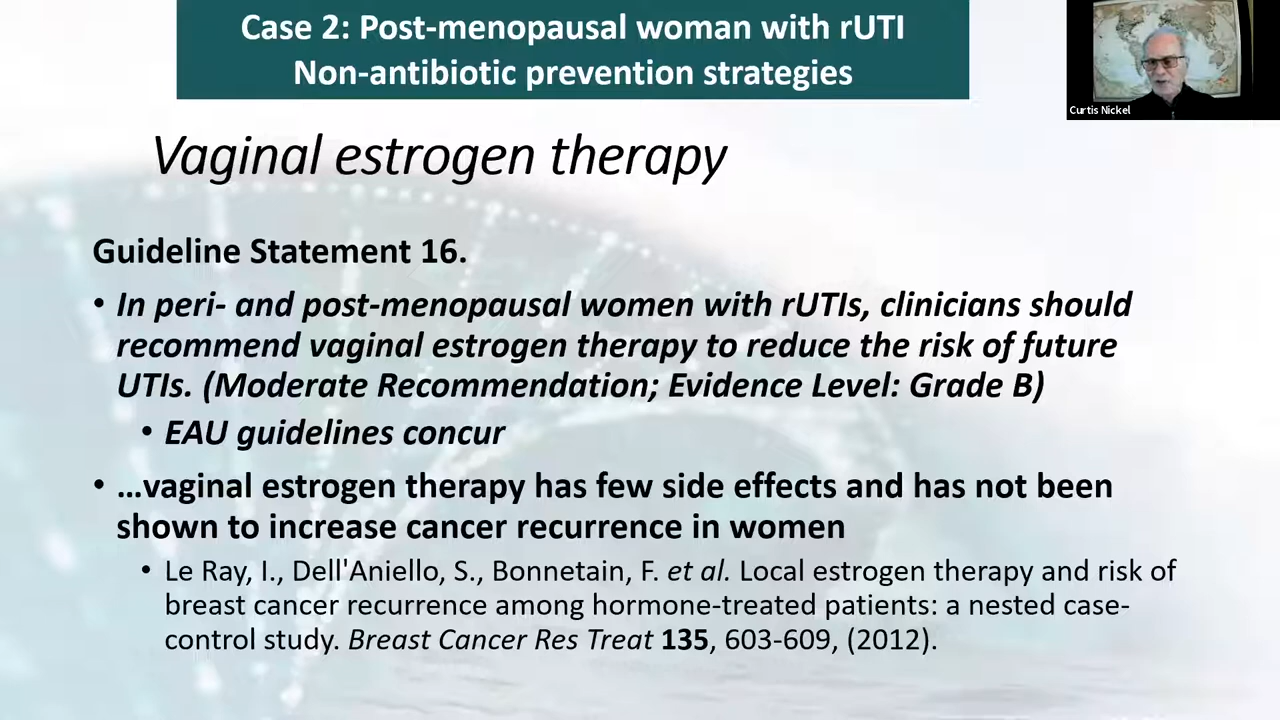 Case 2: Post-menopausal woman with rUTI
Non-antibiotic prevention strategies
Curtis Nickel
Vaginal estrogen therapy
Guideline Statement 16.
• In peri- and post-menopausal women with rUTIs, clinicians should
recommend vaginal estrogen therapy to reduce the risk of future
UTIs. (Moderate Recommendation; Evidence Level: Grade B)
• EAU guidelines concur
• …vaginal estrogen therapy has few side effects and has not been
shown to increase cancer recurrence in women
• Le Ray, I., Dell'Aniello, S., Bonnetain, F. et al. Local estrogen therapy and risk of
breast cancer recurrence among hormone-treated patients: a nested case-
control study. Breast Cancer Res Treat 135, 603-609, (2012).